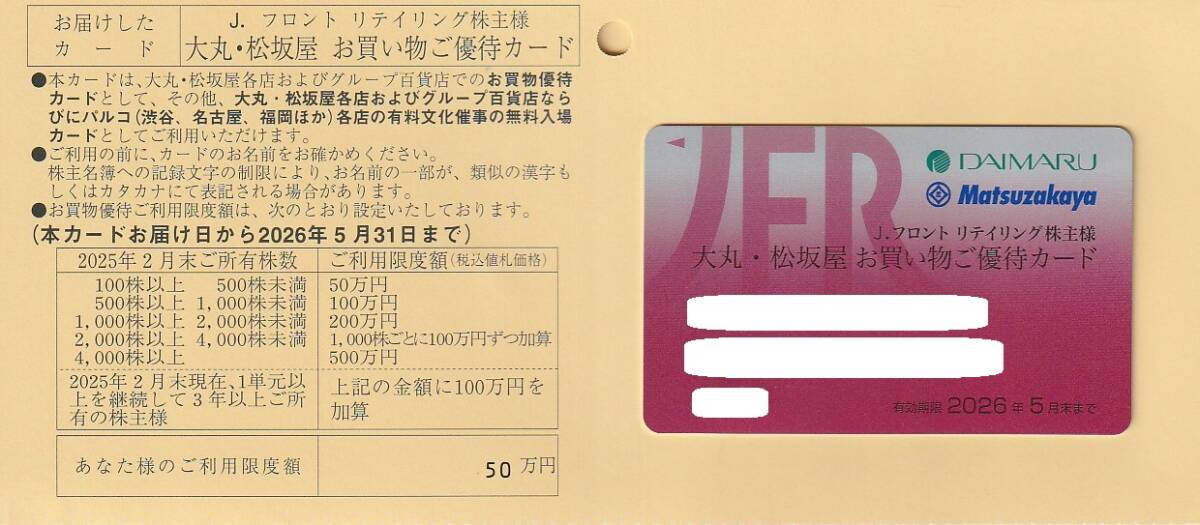 お届けした
カード
J. フロント リテイリング株主様
大丸・松坂屋 お買い物ご優待カード
●本カードは、大丸・松坂屋各店およびグループ百貨店でのお買物優待
カードとして、その他、大丸・松坂屋各店およびグループ百貨店なら
びにパルコ(渋谷、名古屋、福岡ほか)各店の有料文化催事の無料入場
カードとしてご利用いただけます。
●ご利用の前に、カードのお名前をお確かめください。
株主名簿への記録文字の制限により、お名前の一部が、類似の漢字も
しくはカタカナにて表記される場合があります。
●お買物優待ご利用限度額は、次のとおり設定いたしております。
(本カードお届け日から2026年5月31日まで)
2025年2月末ご所有株数 ご利用限度額(税込値札価格)
100株以上 500株未満 50万円
500株以上 1,000株未満 100万円
1,000株以上 2,000株未満 200万円
2,000株以上 4,000株未満 1,000株ごとに100万円ずつ加算
4,000株以上 500万円
2025年2月末現在、1単元以
上を継続して3年以上ご所
有の株主様
上記の金額に100万円を
加算
あなた様のご利用限度額 50万円
JFR
DAIMARU
Matsuzakaya
J.フロント リテイリング株主様
大丸・松坂屋 お買い物ご優待カード
有効期限 2026年5月末まで